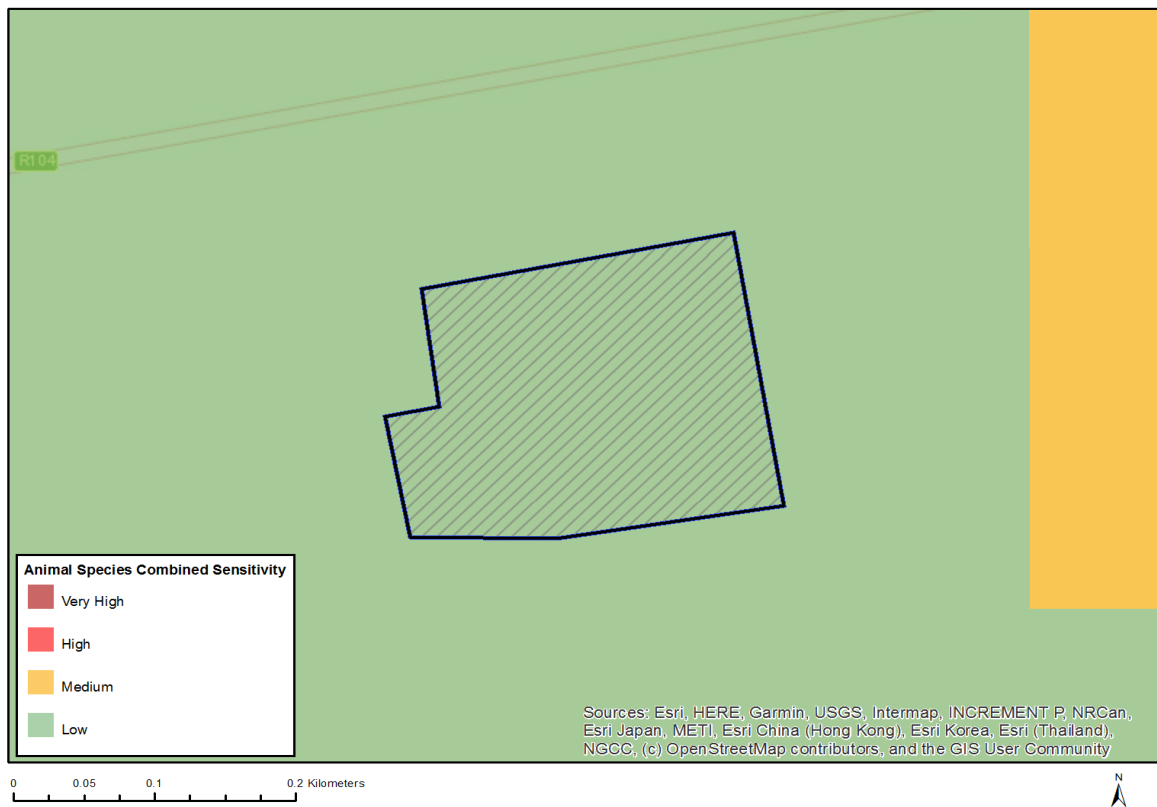 R104
Animal Species Combined Sensitivity
Very High
High
Medium
Low
Sources: Esri, HERE, Garmin, USGS, Intermap, INCREMENT P, NRCan,
Esri Japan, METI, Esri China (Hong Kong), Esri Korea, Esri (Thailand),
NGCC, (c) OpenStreetMap contributors, and the GIS User Community
0 0.05 0.1 0.2 Kilometers
N